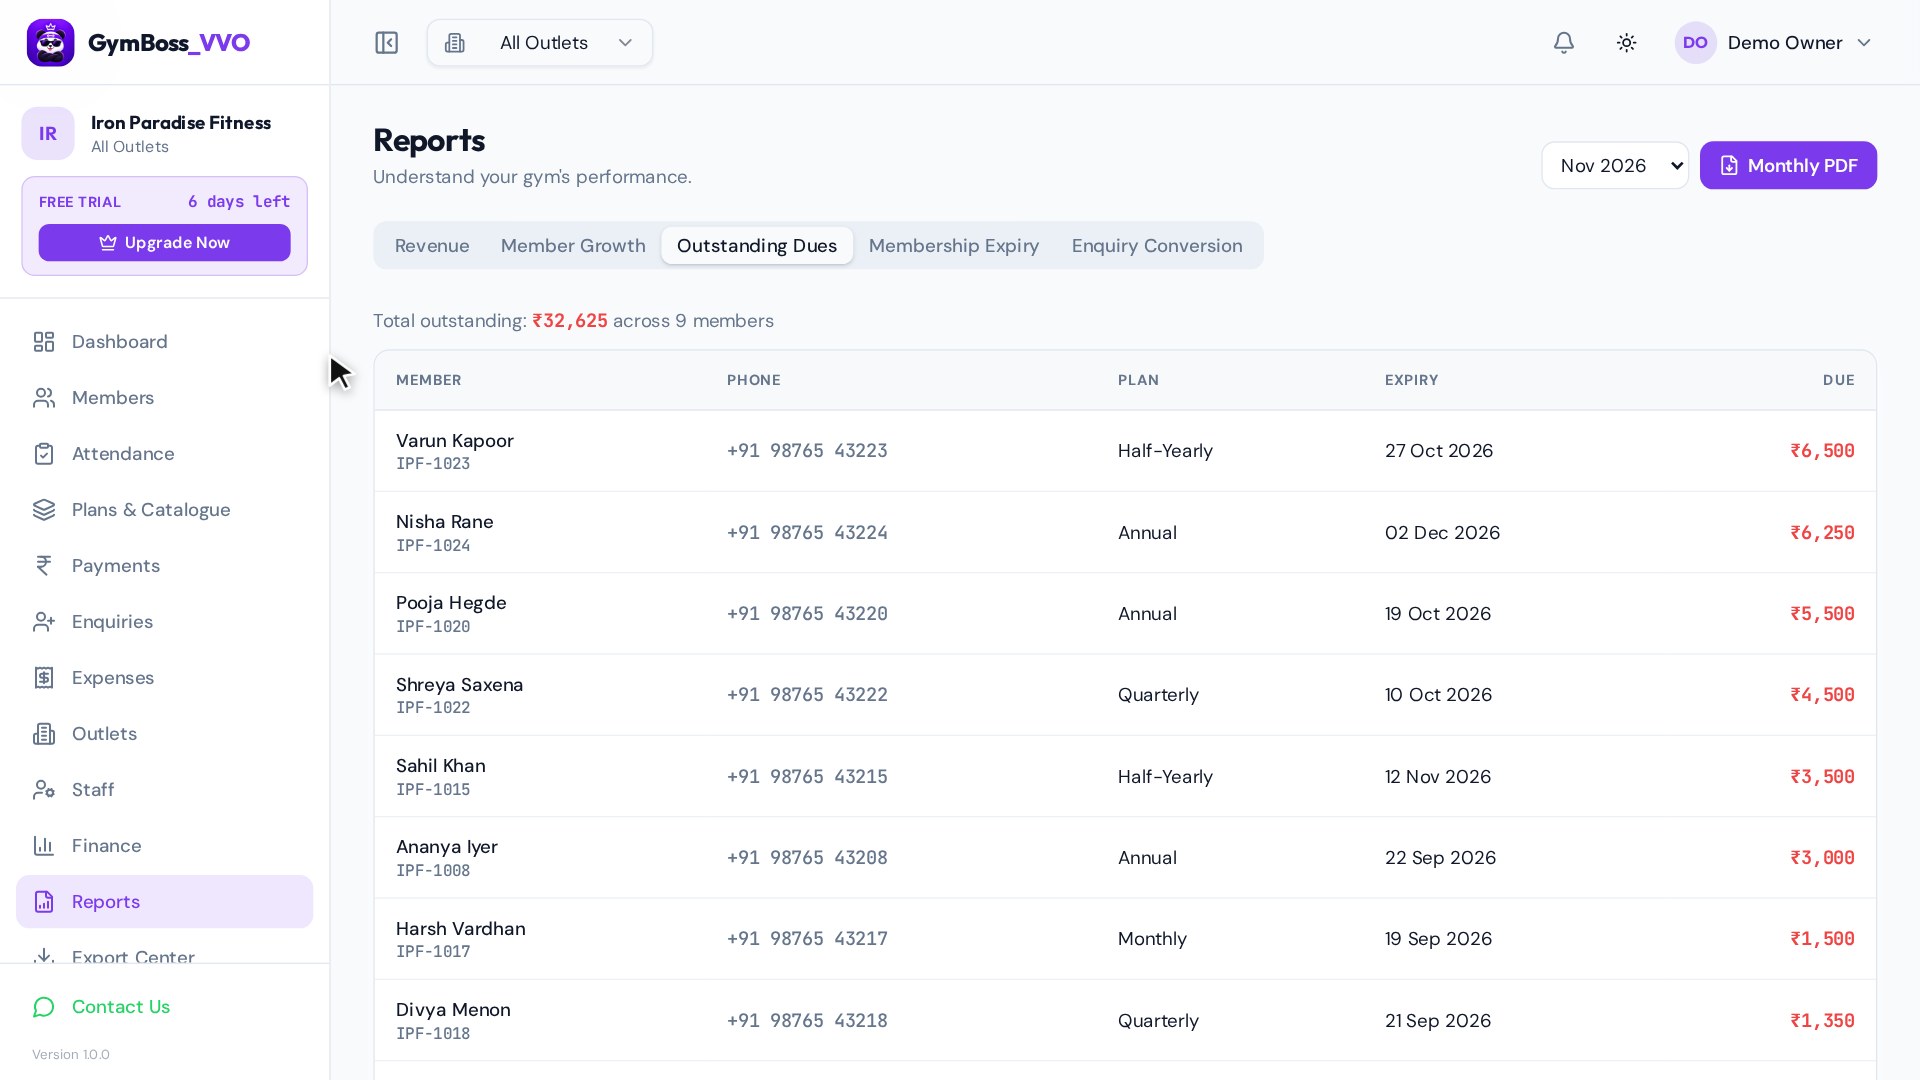 GymBoss_VVO
All Outlets
DO Demo Owner
IR
Iron Paradise Fitness
All Outlets
FREE TRIAL 6 days left
Upgrade Now
Dashboard
Members
Attendance
Plans & Catalogue
Payments
Enquiries
Expenses
Outlets
Staff
Finance
Reports
Export Center
Contact Us
Version 1.0.0
Reports
Understand your gym's performance.
Nov 2026
Monthly PDF
Revenue Member Growth Outstanding Dues Membership Expiry Enquiry Conversion
Total outstanding: ₹32,625 across 9 members
MEMBER PHONE PLAN EXPIRY DUE
Varun Kapoor
IPF-1023
+91 98765 43223 Half-Yearly 27 Oct 2026 ₹6,500
Nisha Rane
IPF-1024
+91 98765 43224 Annual 02 Dec 2026 ₹6,250
Pooja Hegde
IPF-1020
+91 98765 43220 Annual 19 Oct 2026 ₹5,500
Shreya Saxena
IPF-1022
+91 98765 43222 Quarterly 10 Oct 2026 ₹4,500
Sahil Khan
IPF-1015
+91 98765 43215 Half-Yearly 12 Nov 2026 ₹3,500
Ananya Iyer
IPF-1008
+91 98765 43208 Annual 22 Sep 2026 ₹3,000
Harsh Vardhan
IPF-1017
+91 98765 43217 Monthly 19 Sep 2026 ₹1,500
Divya Menon
IPF-1018
+91 98765 43218 Quarterly 21 Sep 2026 ₹1,350